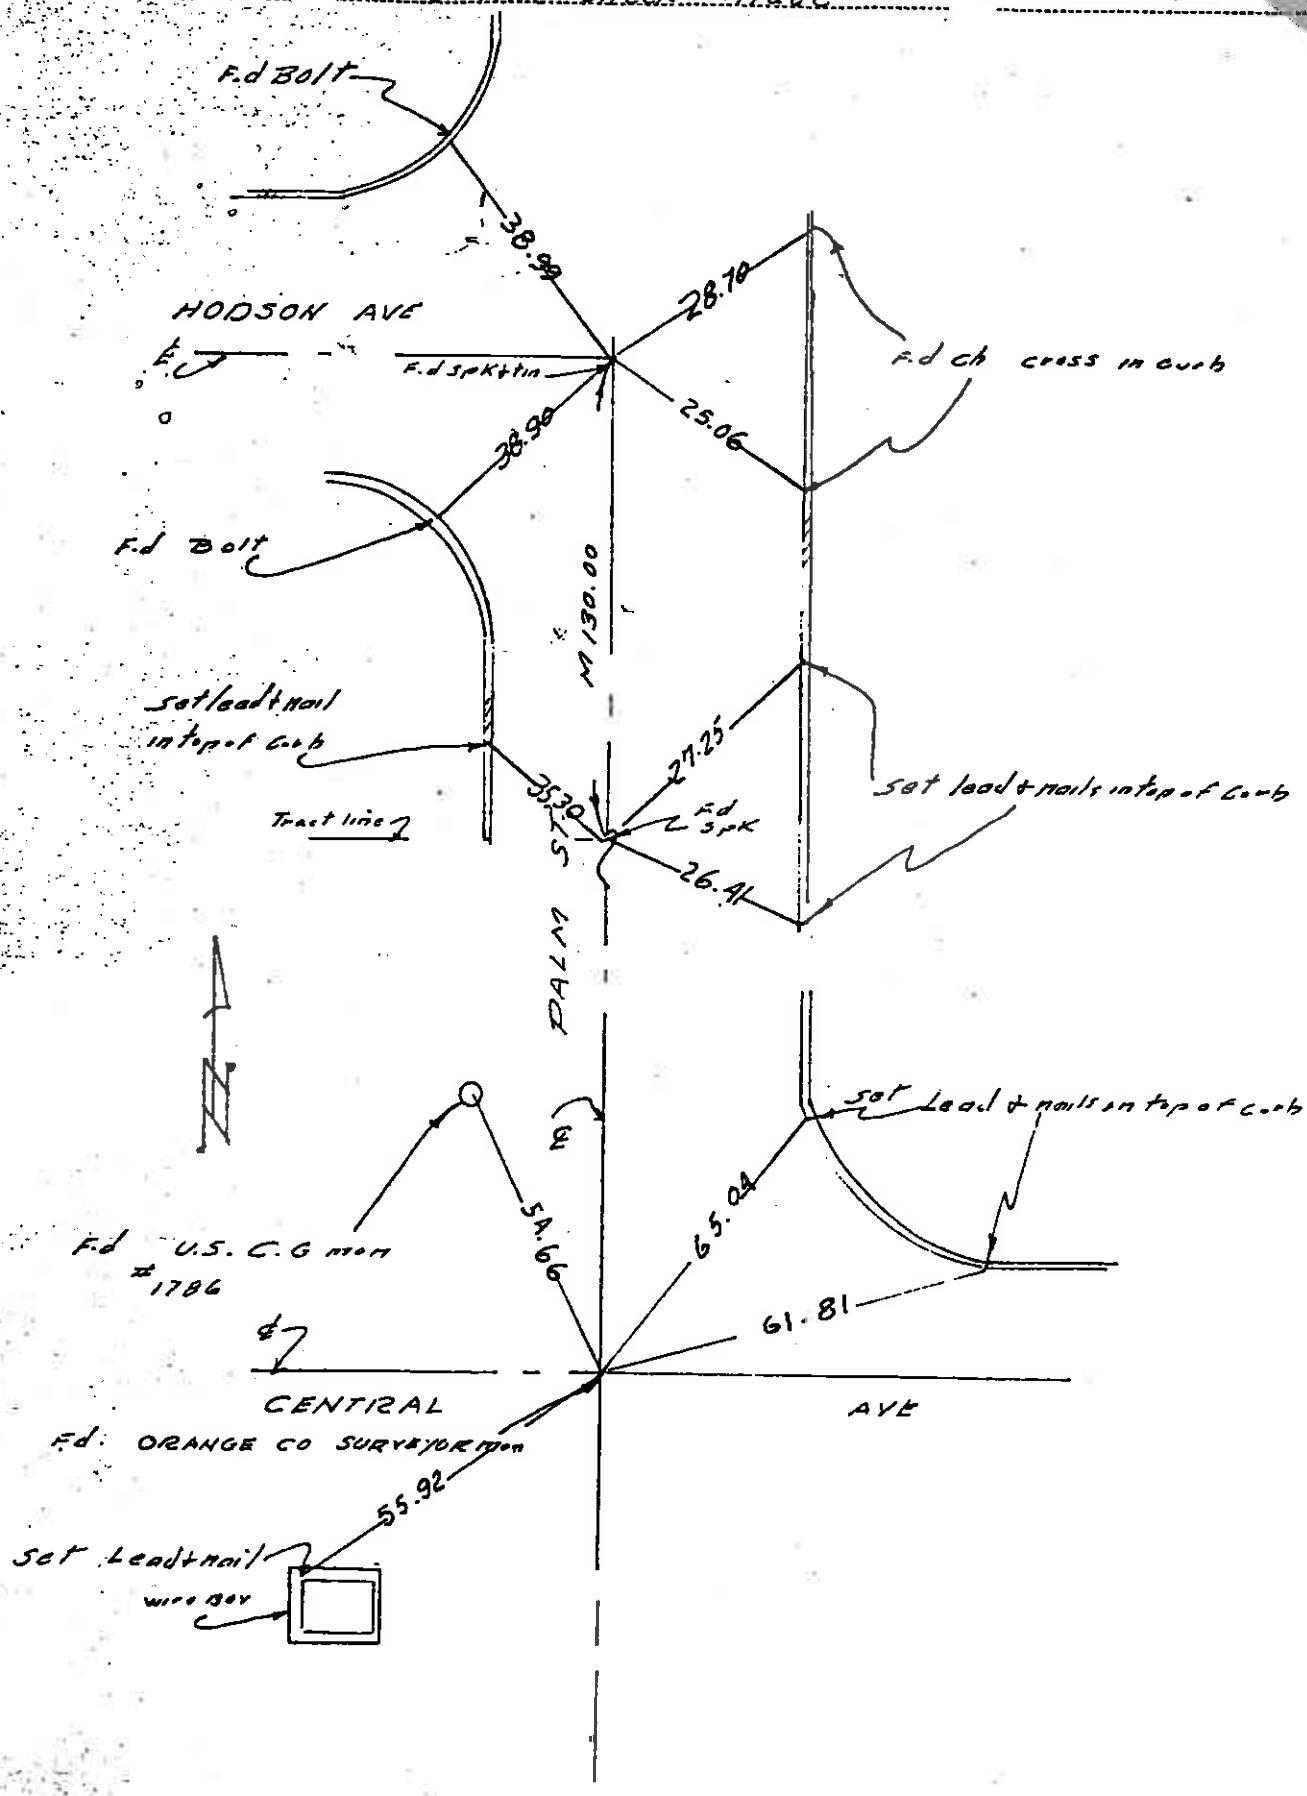 F.d Bolt
38.99
28.70
HODSON AVE
F.d Spk & tin
F.d ch cross in curb
38.90
25.06
F.d Bolt
M 130.00
set lead & nail
in top of Curb
27.25
35.30
set lead & nails in top of Curb
Tract line
F.d
Spk
26.41
PALM ST
N
set Lead & nails in top of curb
54.66
65.04
F.d U.S.C.G mon
#1786
61.81
CENTRAL AVE
F.d. ORANGE CO SURVEYOR mon
55.92
Set Lead & nail
wire Box